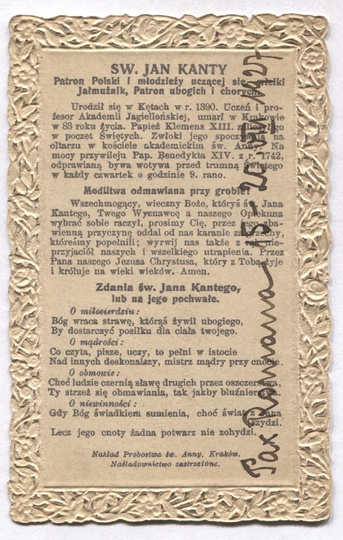 SW. JAN KANTY
Patron Polski i młodzieży uczącej się, wielki
Jałmużnik, Patron ubogich i chorych.
Urodził się w Kętach w r. 1390. Uczeń i pro-
fesor Akademii Jagiellońskiej, umarł w Krakowie
w 83 roku życia. Papież Klemens XIII. zaliczył go
w poczet Świętych. Zwłoki jego spoczywają na
ołtarzu w kościele akademickim św. Anny. Na
mocy przywileju Pap. Benedykta XIV. z r. 1742,
odprawianą bywa wotywa przed trumną świętego
w każdy czwartek o godzinie 9. rano.
Modlitwa odmawiana przy grobie:
Wszechmogący, wieczny Boże, któryś św. Jana
Kantego, Twego Wyznawcę a naszego Opiekuna
wybrać sobie raczył, prosimy Cię, przez jego zba-
wienną przyczynę oddal od nas karanie za grzechy,
któreśmy popełnili; wyrwij nas także z nie-
przyjaciół naszych i wszelkiego utrapienia. Przez
Pana naszego Jezusa Chrystusa, który z Tobą żyje
i króluje na wieki wieków. Amen.
Zdania św. Jana Kantego,
lub na jego pochwałę.
O miłosierdziu:
Bóg wraca strawę, którąś żywił ubogiego,
By dostarczyć posiłku dla ciała twojego.
O mądrości:
Co czyta, pisze, uczy, to pełni w istocie
Nad innych doskonalszy, mistrz mądry przy cnocie.
O obmowie:
Choć ludzie czernią sławę drugich przez oszczerstwa,
Ty strzeż się obmawiania, tak jakby bluźnierstwa.
O niewinności:
Gdy Bóg świadkiem sumienia, choć świat z pana
szydzi.
Lecz jego cnoty żadna potwarz nie zohydzi.
Nakład Probostwa św. Anny, Kraków.
Naśladownictwo zastrzeżone.
Pax Romana